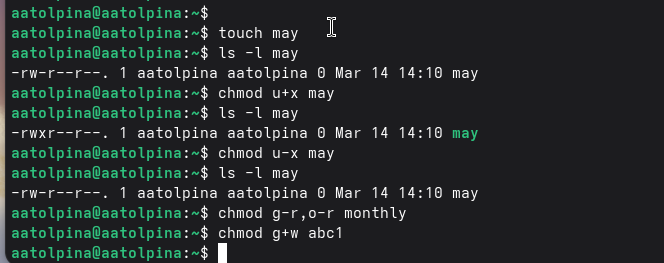 aatolpina@aatolpina:~$
aatolpina@aatolpina:~$ touch may
aatolpina@aatolpina:~$ ls -l may
-rw-r--r--. 1 aatolpina aatolpina 0 Mar 14 14:10 may
aatolpina@aatolpina:~$ chmod u+x may
aatolpina@aatolpina:~$ ls -l may
-rwxr--r--. 1 aatolpina aatolpina 0 Mar 14 14:10 may
aatolpina@aatolpina:~$ chmod u-x may
aatolpina@aatolpina:~$ ls -l may
-rw-r--r--. 1 aatolpina aatolpina 0 Mar 14 14:10 may
aatolpina@aatolpina:~$ chmod g-r,o-r monthly
aatolpina@aatolpina:~$ chmod g+w abc1
aatolpina@aatolpina:~$